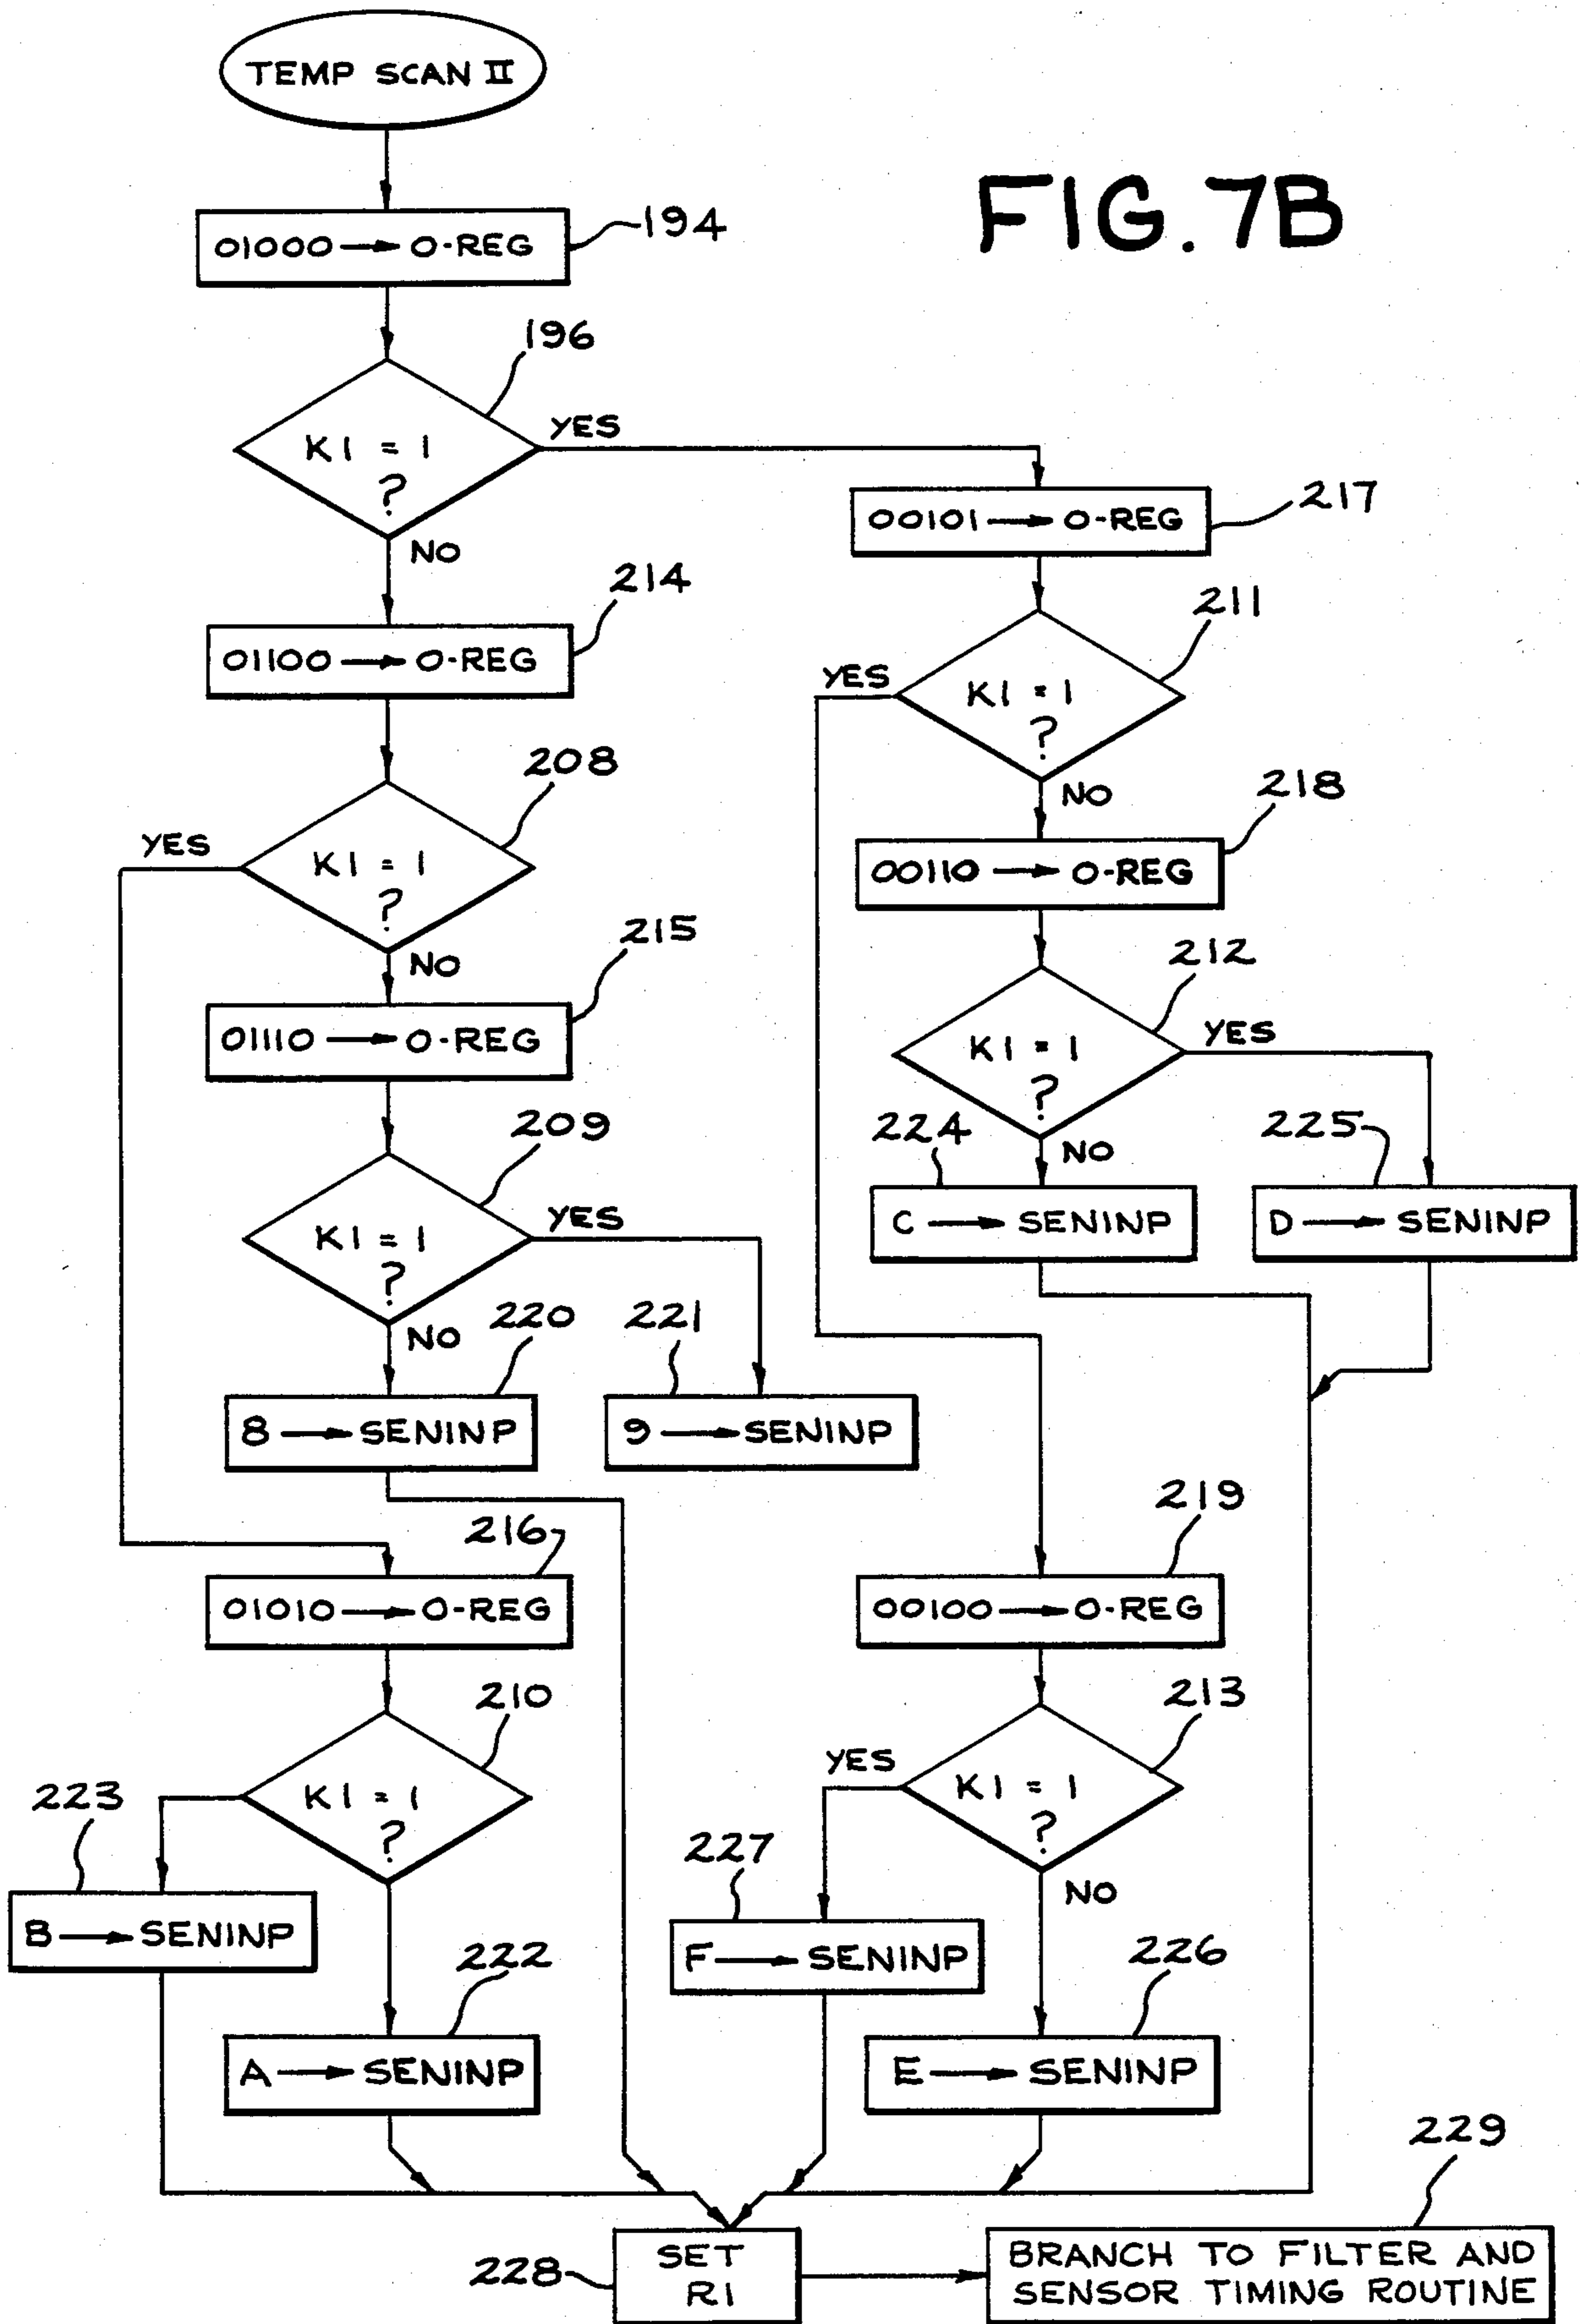 TEMP SCAN II
FIG. 7B
01000 → O-REG
194
196
K1 = 1
?
YES
NO
00101 → O-REG
217
214
01100 → O-REG
211
YES
K1 = 1
?
NO
208
YES
K1 = 1
?
NO
218
00110 → O-REG
215
01110 → O-REG
212
K1 = 1
?
YES
NO
209
K1 = 1
?
YES
NO
224
C → SENINP
225
D → SENINP
220
8 → SENINP
221
9 → SENINP
216
01010 → O-REG
219
00100 → O-REG
210
K1 = 1
?
213
YES
K1 = 1
?
NO
223
B → SENINP
227
F → SENINP
222
A → SENINP
226
E → SENINP
228
SET
R1
229
BRANCH TO FILTER AND
SENSOR TIMING ROUTINE